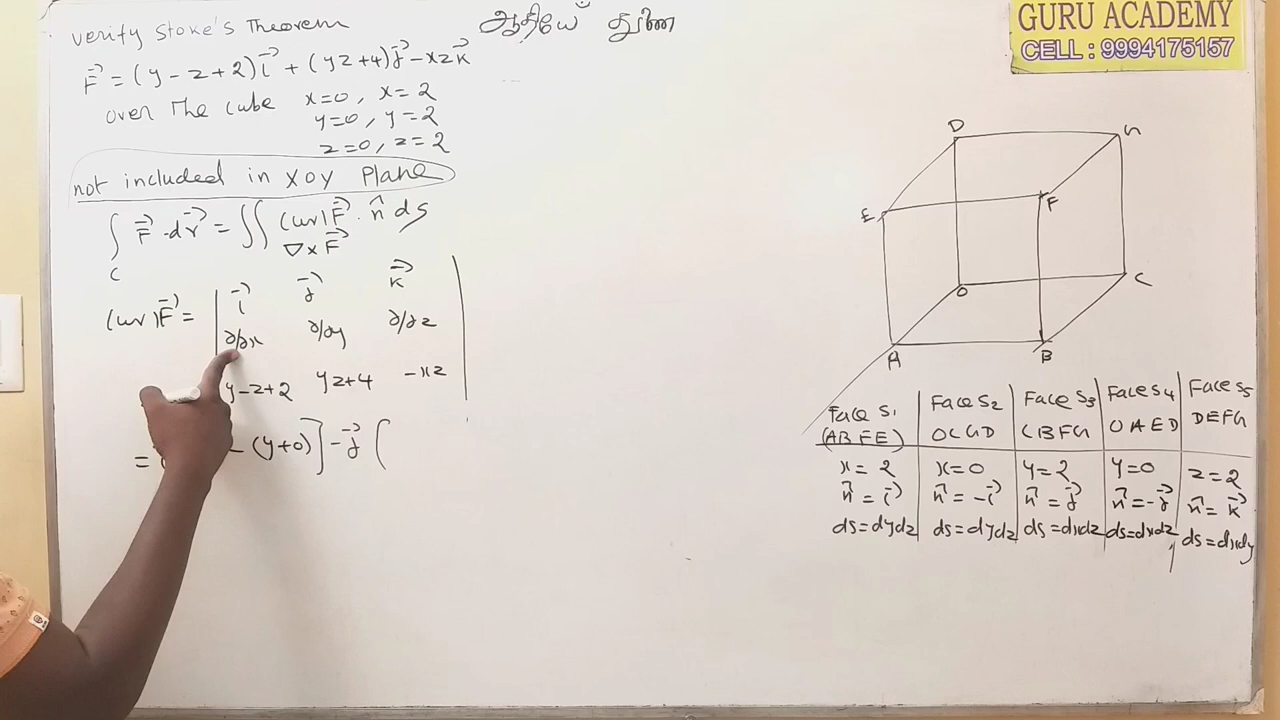 verify Stoke's Theorem
ஆதியே துணை
GURU ACADEMY
CELL : 9994175157
F⃗ = (y - z + 2) i⃗ + (yz + 4) j⃗ - xz k⃗
over The cube x=0, x=2
y=0, y=2
z=0, z=2
not included in xoy Plane
∫ F⃗ · dr⃗ = ∬ Curl F⃗ · n̂ ds
C
∇ × F⃗
Curl F⃗ = | i⃗ j⃗ k⃗ |
∂/∂x ∂/∂y ∂/∂z
y-z+2 yz+4 -xz
= - (y+0)] - j⃗ (
D G
E F
O C
A B
Face S1 Face S2 Face S3 Face S4 Face S5
(ABFE) OCGD CBFG OAED DEFG
x = 2 x = 0 y = 2 y = 0 z = 2
n̂ = i⃗ n̂ = -i⃗ n̂ = j⃗ n̂ = -j⃗ n̂ = k⃗
ds = dydz ds = dydz ds = dxdz ds = dxdz ds = dxdy